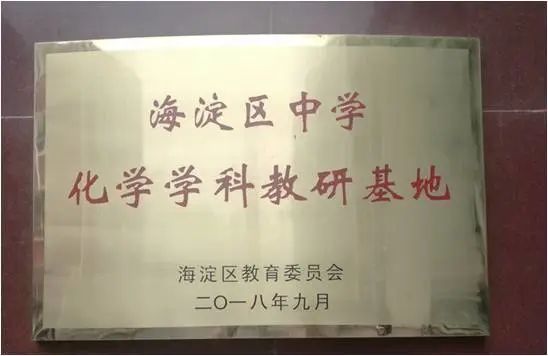 海淀区中学
化学学科教研基地
海淀区教育委员会
二〇一八年九月